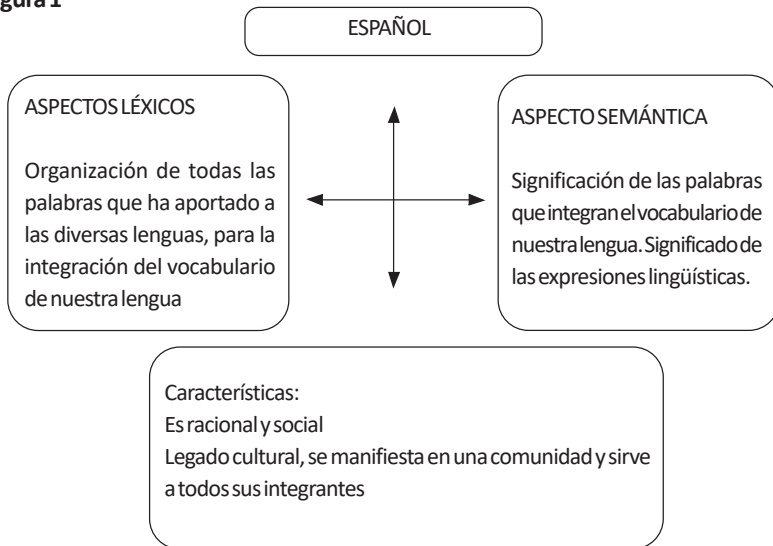 gura 1
ESPAÑOL
ASPECTOS LÉXICOS
Organización de todas las
palabras que ha aportado a
las diversas lenguas, para la
integración del vocabulario
de nuestra lengua
ASPECTO SEMÁNTICA
Significación de las palabras
que integran el vocabulario de
nuestra lengua. Significado de
las expresiones lingüísticas.
Características:
Es racional y social
Legado cultural, se manifiesta en una comunidad y sirve
a todos sus integrantes